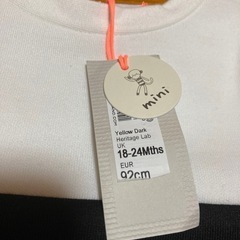 mini
Yellow Dark
Heritage Lab
UK
18-24Mths
EUR
92cm